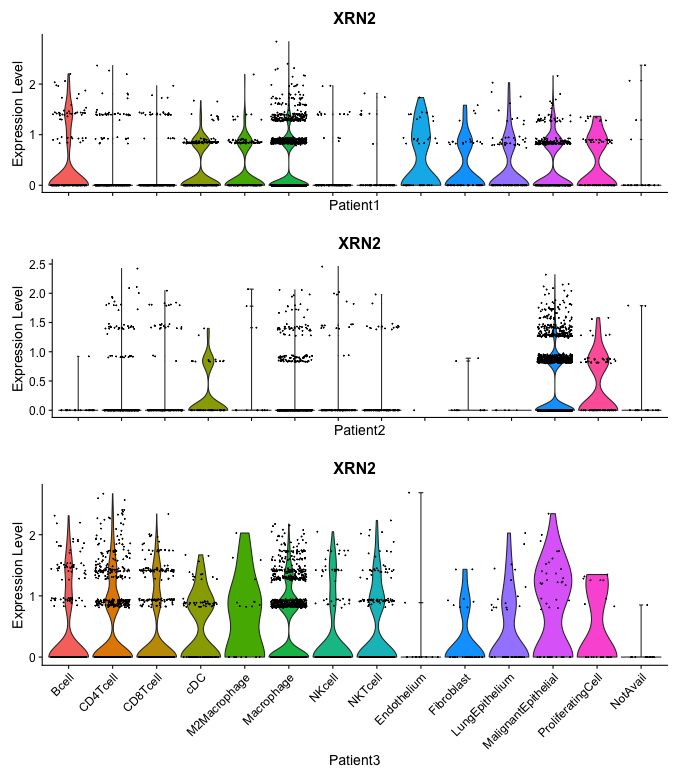 XRN2
Expression Level
2
1
0
Patient1
XRN2
Expression Level
2.5
2.0
1.5
1.0
0.5
0.0
Patient2
XRN2
Expression Level
2
1
0
Bcell
CD4Tcell
CD8Tcell
cDC
M2Macrophage
Macrophage
NKcell
NKTcell
Endothelium
Fibroblast
LungEpithelium
MalignantEpithelial
ProliferatingCell
NotAvail
Patient3